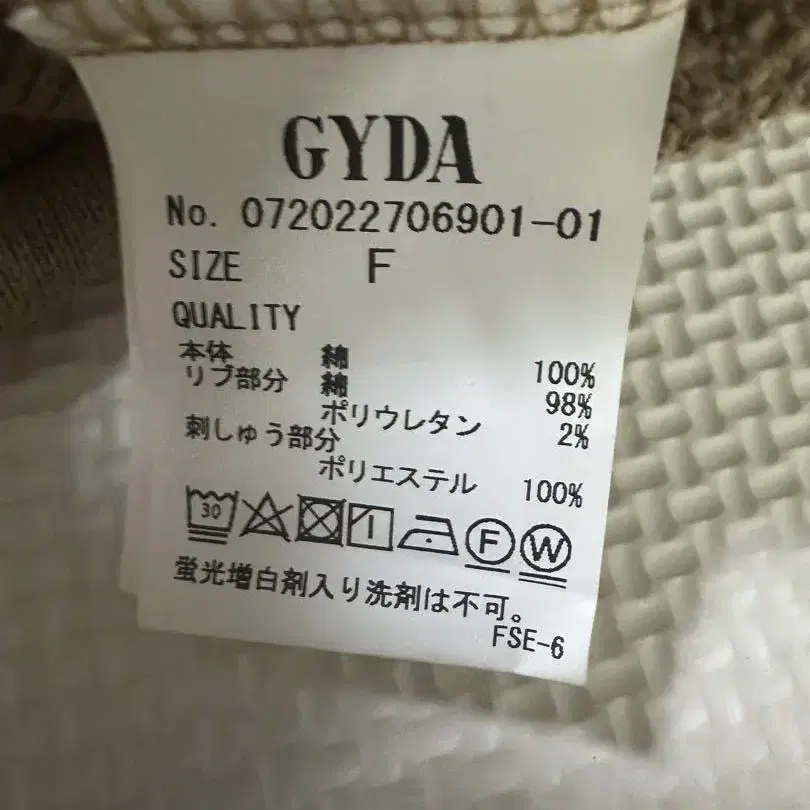 GYDA
No. 072022706901-01
SIZE F
QUALITY
本体 綿 100%
リブ部分 綿 98%
ポリウレタン 2%
刺しゅう部分
ポリエステル 100%
30 F W
蛍光増白剤入り洗剤は不可。
FSE-6